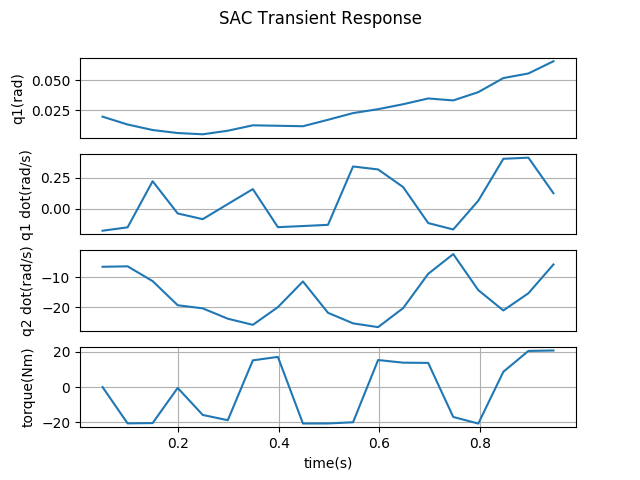 SAC Transient Response
q1(rad)
0.050
0.025
q1 dot(rad/s)
0.25
0.00
q2 dot(rad/s)
−10
−20
torque(Nm)
20
0
−20
0.2 0.4 0.6 0.8
time(s)